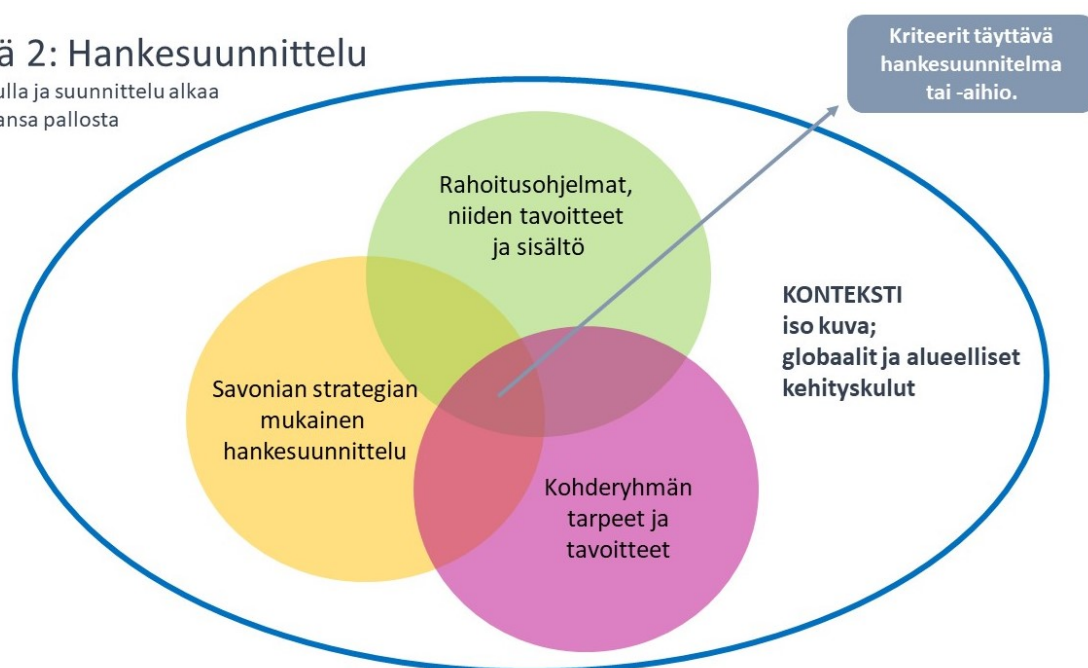 ä 2: Hankesuunnittelu
ulla ja suunnittelu alkaa
ansa pallosta
Kriteerit täyttävä
hankesuunnitelma
tai -aihio.
Rahoitusohjelmat,
niiden tavoitteet
ja sisältö
KONTEKSTI
iso kuva;
globaalit ja alueelliset
kehityskulut
Savonian strategian
mukainen
hankesuunnittelu
Kohderyhmän
tarpeet ja
tavoitteet